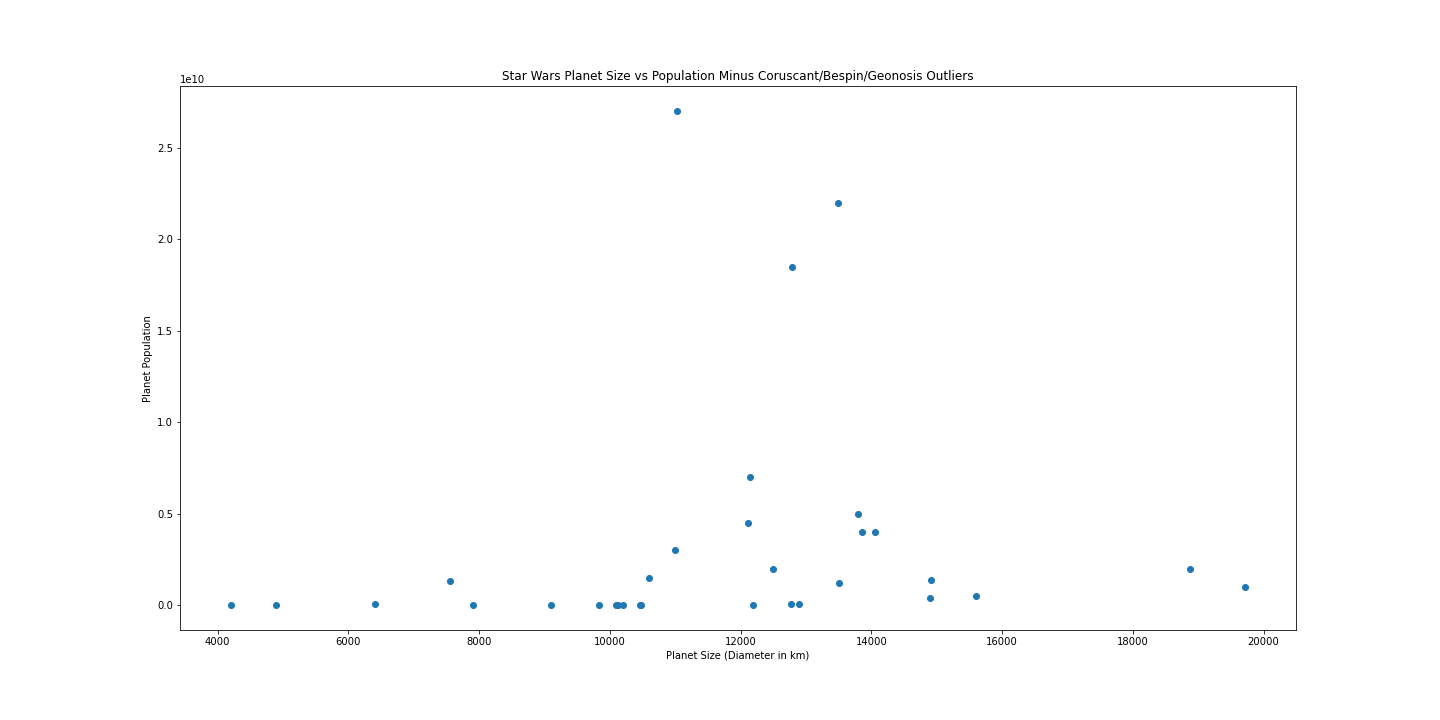 Star Wars Planet Size vs Population Minus Coruscant/Bespin/Geonosis Outliers
1e10
2.5
2.0
1.5
1.0
0.5
0.0
Planet Population
4000 6000 8000 10000 12000 14000 16000 18000 20000
Planet Size (Diameter in km)